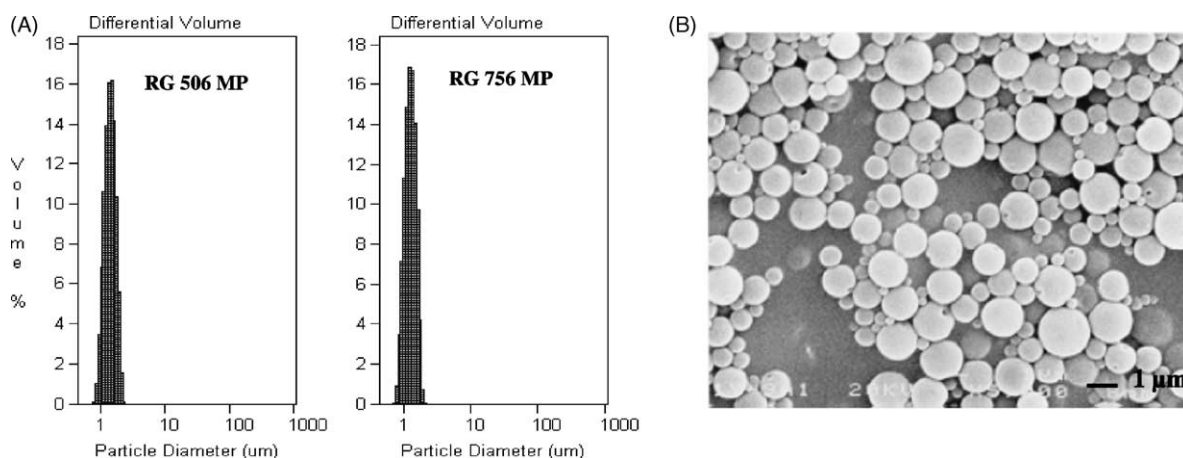 (A)
Differential Volume
18
16
14
12
10
8
6
4
2
0
Volume %
RG 506 MP
1 10 100 1000
Particle Diameter (um)
Differential Volume
18
16
14
12
10
8
6
4
2
0
RG 756 MP
1 10 100 1000
Particle Diameter (um)
(B)
1 μm